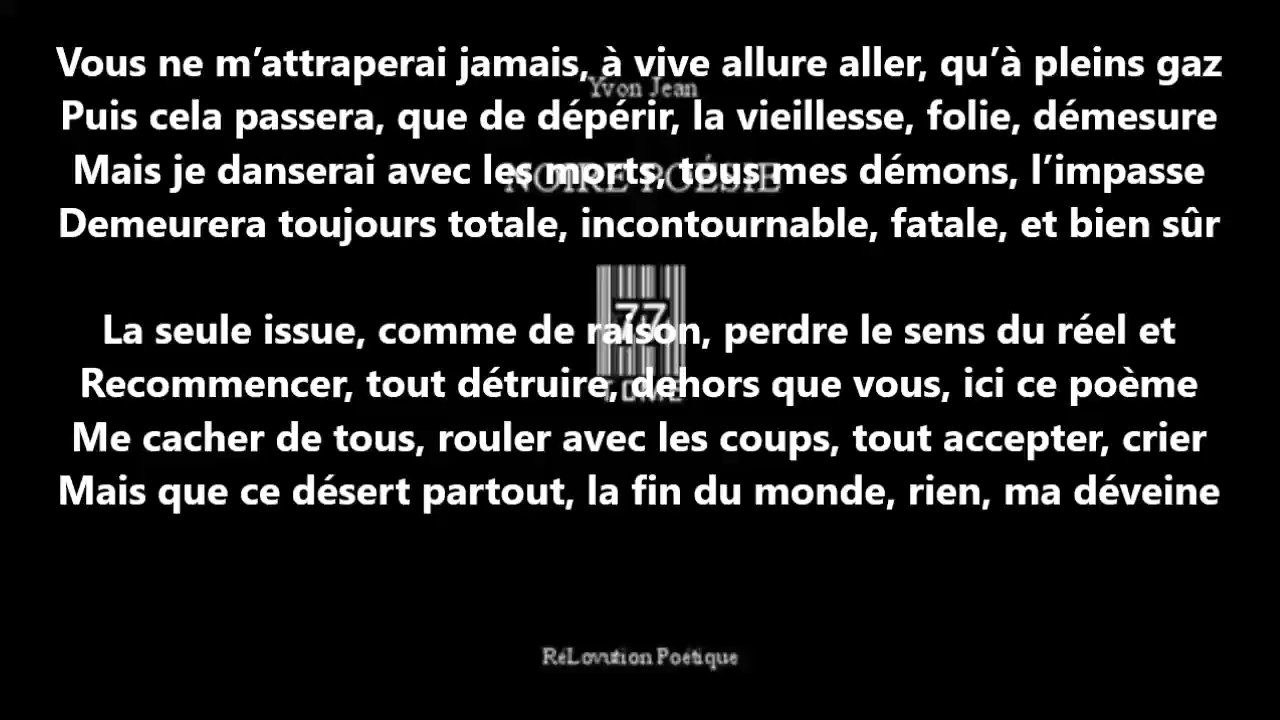 Vous ne m’attraperai jamais, à vive allure aller, qu’à pleins gaz
Yvon Jean
Puis cela passera, que de dépérir, la vieillesse, folie, démesure
Mais je danserai avec les morts, tous mes démons, l’impasse
NOIRE POÉSIE
Demeurera toujours totale, incontournable, fatale, et bien sûr
77
La seule issue, comme de raison, perdre le sens du réel et
Recommencer, tout détruire, dehors que vous, ici ce poème
Me cacher de tous, rouler avec les coups, tout accepter, crier
Mais que ce désert partout, la fin du monde, rien, ma déveine
RéLovution Poétique